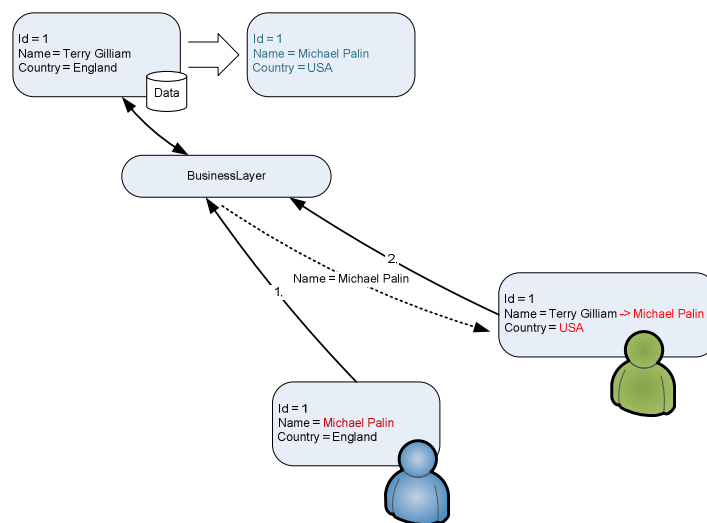 Id = 1
Name = Terry Gilliam
Country = England
Data
Id = 1
Name = Michael Palin
Country = USA
BusinessLayer
2.
Name = Michael Palin
1.
Id = 1
Name = Terry Gilliam -> Michael Palin
Country = USA
Id = 1
Name = Michael Palin
Country = England